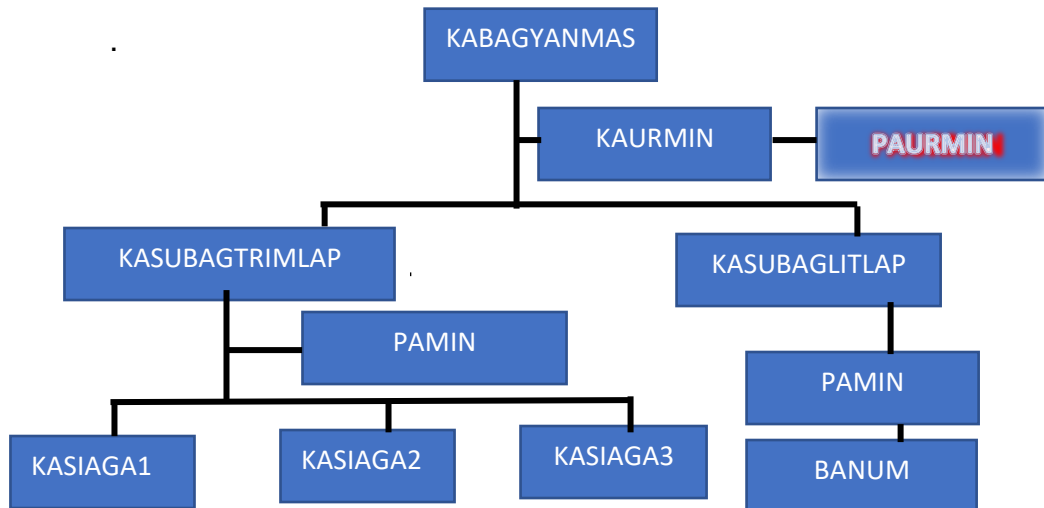 KABAGYANMAS
KAURMIN
PAURMIN
KASUBAGTRIMLAP
KASUBAGLITLAP
PAMIN
PAMIN
KASIAGA1
KASIAGA2
KASIAGA3
BANUM